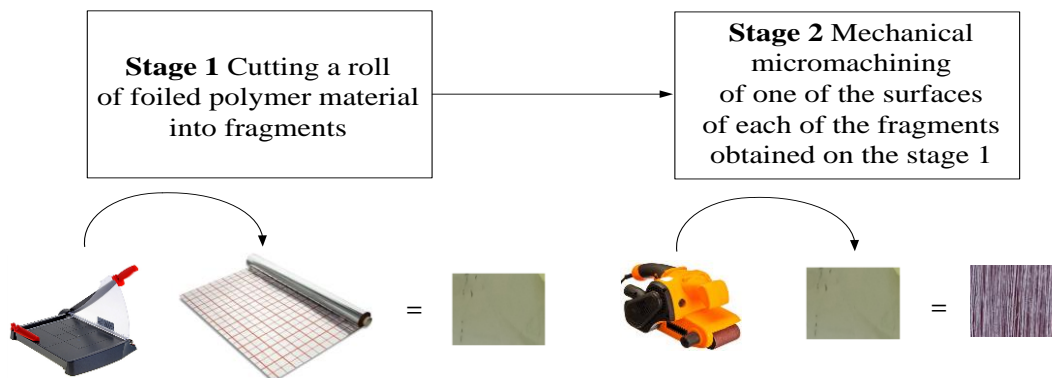 Stage 1 Cutting a roll
of foiled polymer material
into fragments
Stage 2 Mechanical
micromachining
of one of the surfaces
of each of the fragments
obtained on the stage 1
=
=